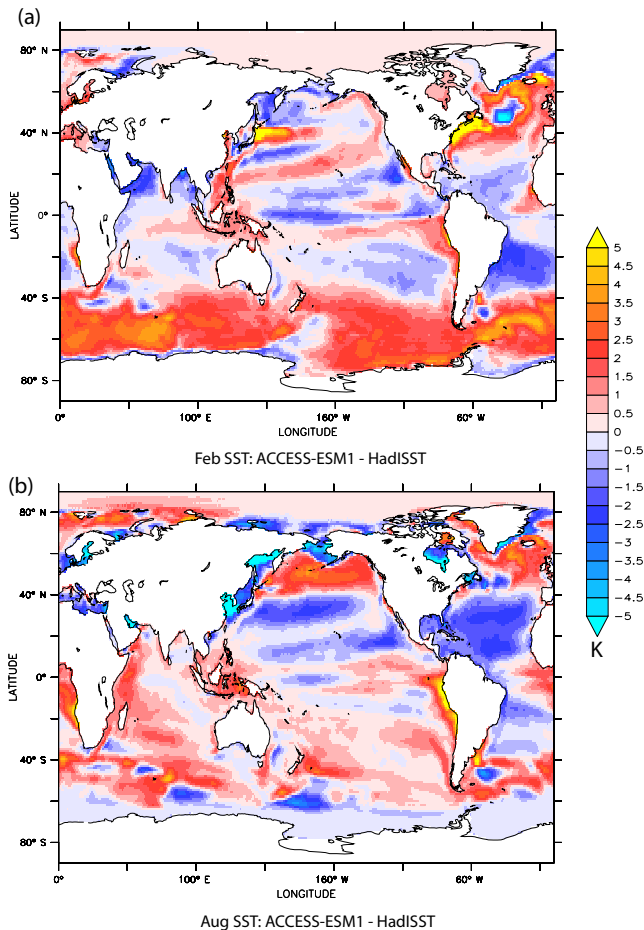 (a)
80° N
40° N
0°
40° S
80° S
LATITUDE
0°
100° E
160° W
60° W
LONGITUDE
Feb SST: ACCESS-ESM1 - HadISST
5
4.5
4
3.5
3
2.5
2
1.5
1
0.5
0
−0.5
−1
−1.5
−2
−2.5
−3
−3.5
−4
−4.5
−5
K
(b)
80° N
40° N
0°
40° S
80° S
LATITUDE
0°
100° E
160° W
60° W
LONGITUDE
Aug SST: ACCESS-ESM1 - HadISST